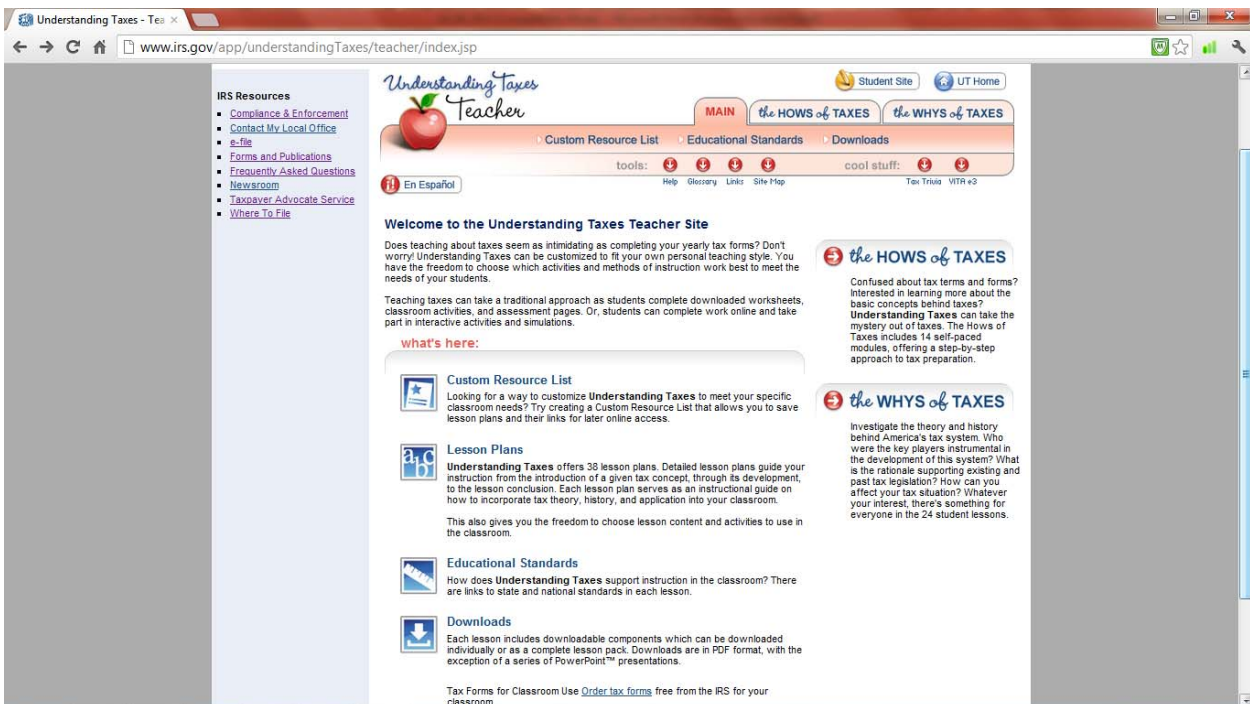 Understanding Taxes - Tea
www.irs.gov/app/understandingTaxes/teacher/index.jsp
IRS Resources
Compliance & Enforcement
Contact My Local Office
e-file
Forms and Publications
Frequently Asked Questions
Newsroom
Taxpayer Advocate Service
Where To File
Understanding Taxes
Teacher
Student Site
UT Home
MAIN
the HOWS of TAXES
the WHYS of TAXES
Custom Resource List
Educational Standards
Downloads
tools:
Help
Glossary
Links
Site Map
cool stuff:
Tax Trivia
VITA e3
En Español
Welcome to the Understanding Taxes Teacher Site
Does teaching about taxes seem as intimidating as completing your yearly tax forms? Don't
worry! Understanding Taxes can be customized to fit your own personal teaching style. You
have the freedom to choose which activities and methods of instruction work best to meet the
needs of your students.
Teaching taxes can take a traditional approach as students complete downloaded worksheets,
classroom activities, and assessment pages. Or, students can complete work online and take
part in interactive activities and simulations.
what's here:
Custom Resource List
Looking for a way to customize Understanding Taxes to meet your specific
classroom needs? Try creating a Custom Resource List that allows you to save
lesson plans and their links for later online access.
abc
Lesson Plans
Understanding Taxes offers 38 lesson plans. Detailed lesson plans guide your
instruction from the introduction of a given tax concept, through its development,
to the lesson conclusion. Each lesson plan serves as an instructional guide on
how to incorporate tax theory, history, and application into your classroom.
This also gives you the freedom to choose lesson content and activities to use in
the classroom.
Educational Standards
How does Understanding Taxes support instruction in the classroom? There
are links to state and national standards in each lesson.
Downloads
Each lesson includes downloadable components which can be downloaded
individually or as a complete lesson pack. Downloads are in PDF format, with the
exception of a series of PowerPoint™ presentations.
Tax Forms for Classroom Use Order tax forms free from the IRS for your
classroom
the HOWS of TAXES
Confused about tax terms and forms?
Interested in learning more about the
basic concepts behind taxes?
Understanding Taxes can take the
mystery out of taxes. The Hows of
Taxes includes 14 self-paced
modules, offering a step-by-step
approach to tax preparation.
the WHYS of TAXES
Investigate the theory and history
behind America's tax system. Who
were the key players instrumental in
the development of this system? What
is the rationale supporting existing and
past tax legislation? How can you
affect your tax situation? Whatever
your interest, there's something for
everyone in the 24 student lessons.